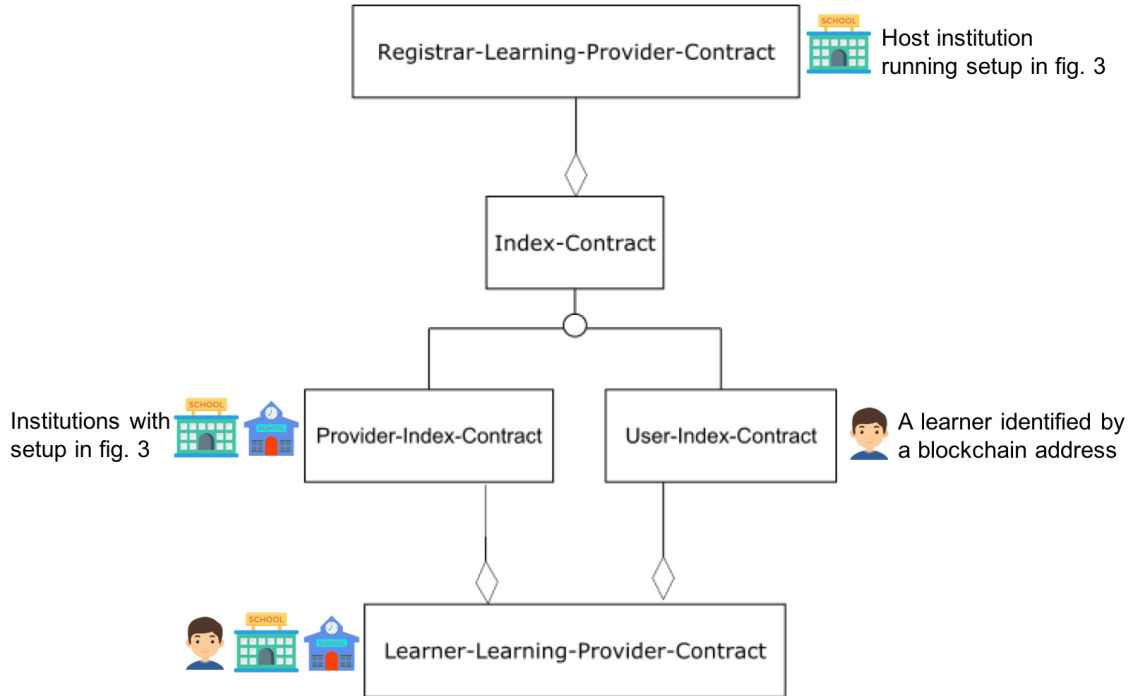 Registrar-Learning-Provider-Contract
SCHOOL
Host institution
running setup in fig. 3
Index-Contract
Institutions with
setup in fig. 3
SCHOOL
SCHOOL
Provider-Index-Contract
User-Index-Contract
A learner identified by
a blockchain address
SCHOOL
SCHOOL
Learner-Learning-Provider-Contract